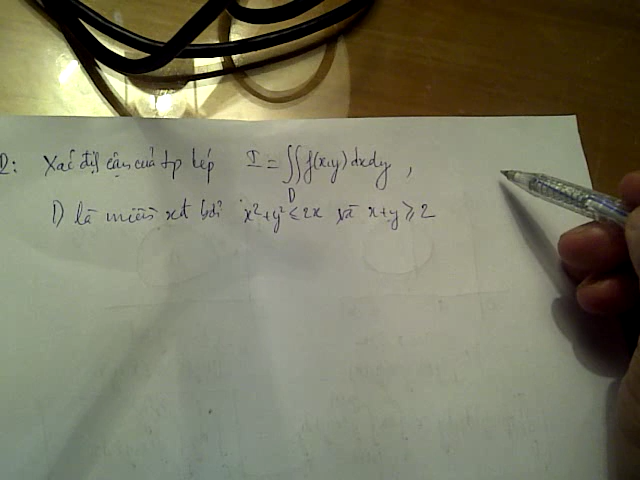 D: Xác định cận của tp kép I = ∬ f(x,y) dxdy ,
D
D là miền xđ bởi x²+y² ≤ 2x và x+y ⩾ 2